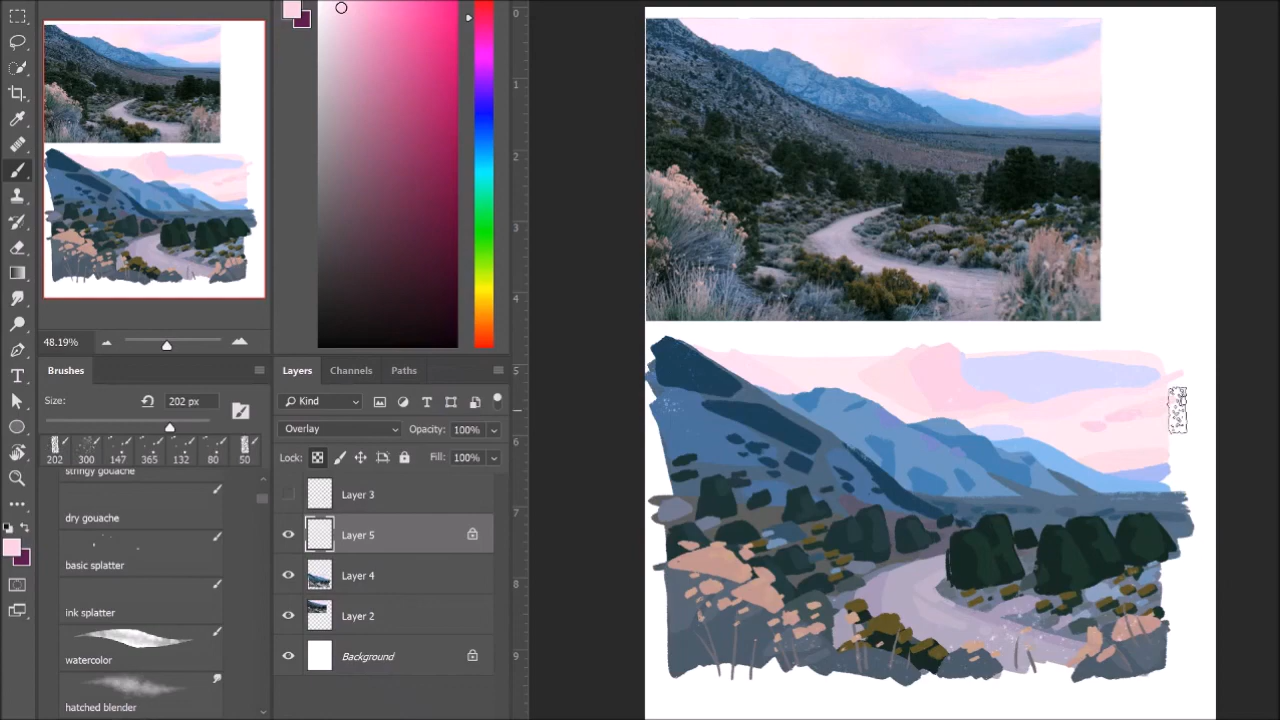 0
1
2
3
4
5
6
7
8
9
48.19%
Brushes
Size:
202 px
202 300 147 365 132 80 50
stringy gouache
dry gouache
basic splatter
ink splatter
watercolor
hatched blender
Layers Channels Paths
Kind
Overlay Opacity: 100%
Lock: Fill: 100%
Layer 3
Layer 5
Layer 4
Layer 2
Background